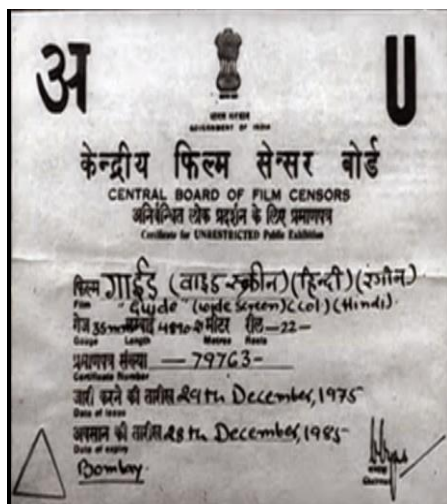 अ U
भारत सरकार
GOVERNMENT OF INDIA
केन्द्रीय फिल्म सेन्सर बोर्ड
CENTRAL BOARD OF FILM CENSORS
अनिर्बन्धित लोक प्रदर्शन के लिए प्रमाणपत्र
Certificate for UNRESTRICTED Public Exhibition
फिल्म गाईड (वाइड स्क्रीन) (हिन्दी) (रंगीन)
Film "Guide" (wide Screen) (Col) (Hindi).
गेज 35mm लम्बाई मीटर रील -22-
Gauge Length Metres Reels
प्रमाणपत्र संख्या -79763-
Certificate Number
जारी करने की तारीख 29th December, 1975
Date of issue
अवसान की तारीख 28th December, 1985
Date of expiry
Bombay.
अध्यक्ष
Chairman